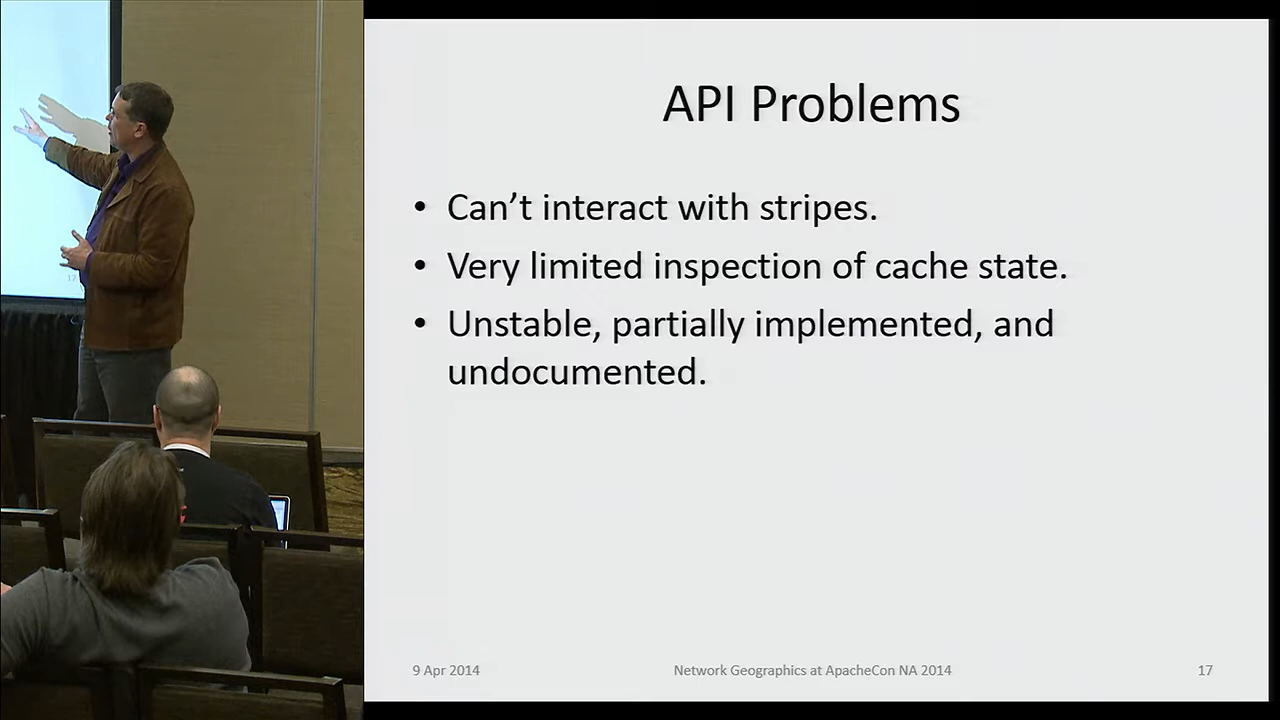 API Problems
• Can’t interact with stripes.
• Very limited inspection of cache state.
• Unstable, partially implemented, and
undocumented.
9 Apr 2014
Network Geographics at ApacheCon NA 2014
17
17